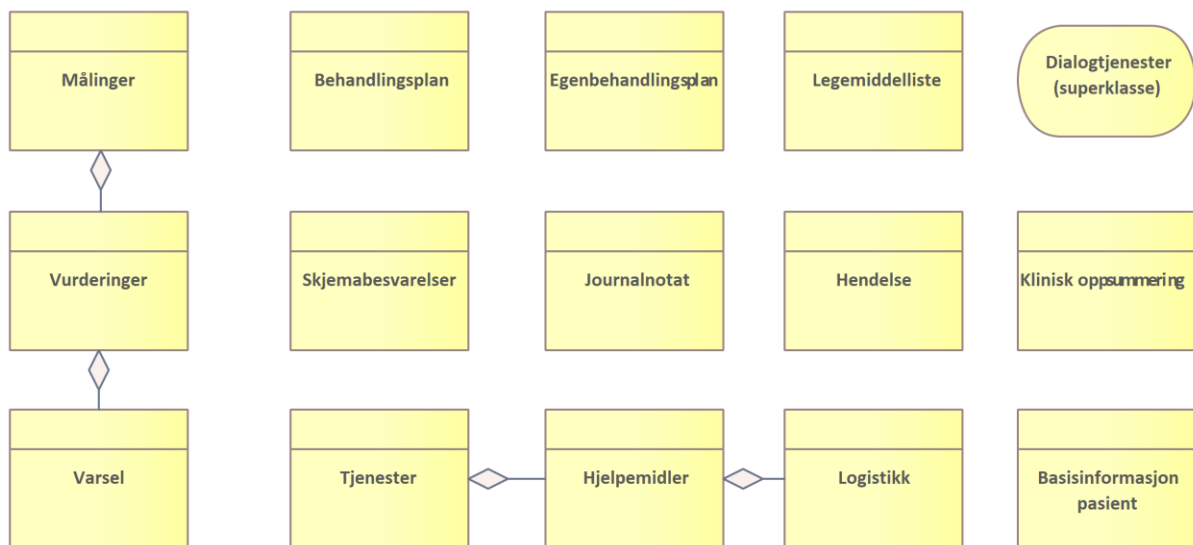 Målinger
Behandlingsplan
Egenbehandlingsplan
Legemiddelliste
Dialogtjenester
(superklasse)
Vurderinger
Skjemabesvarelser
Journalnotat
Hendelse
Klinisk oppsummering
Varsel
Tjenester
Hjelpemidler
Logistikk
Basisinformasjon
pasient